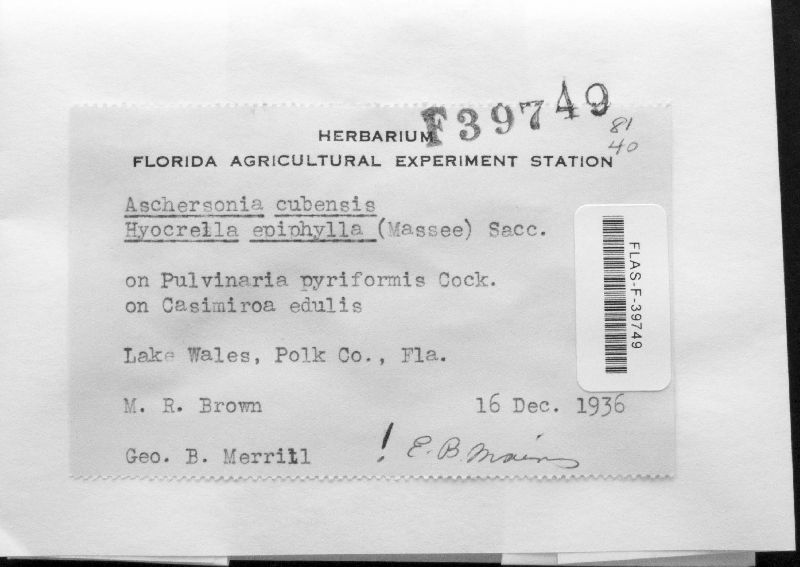 F39749
HERBARIUM
81
40
FLORIDA AGRICULTURAL EXPERIMENT STATION
Aschersonia cubensis
Hyocrella epiphylla (Massee) Sacc.
on Pulvinaria pyriformis Cock.
on Casimiroa edulis
FLAS-F-39749
Lake Wales, Polk Co., Fla.
M. R. Brown 16 Dec. 1936
Geo. B. Merrill ! E. B. Mains